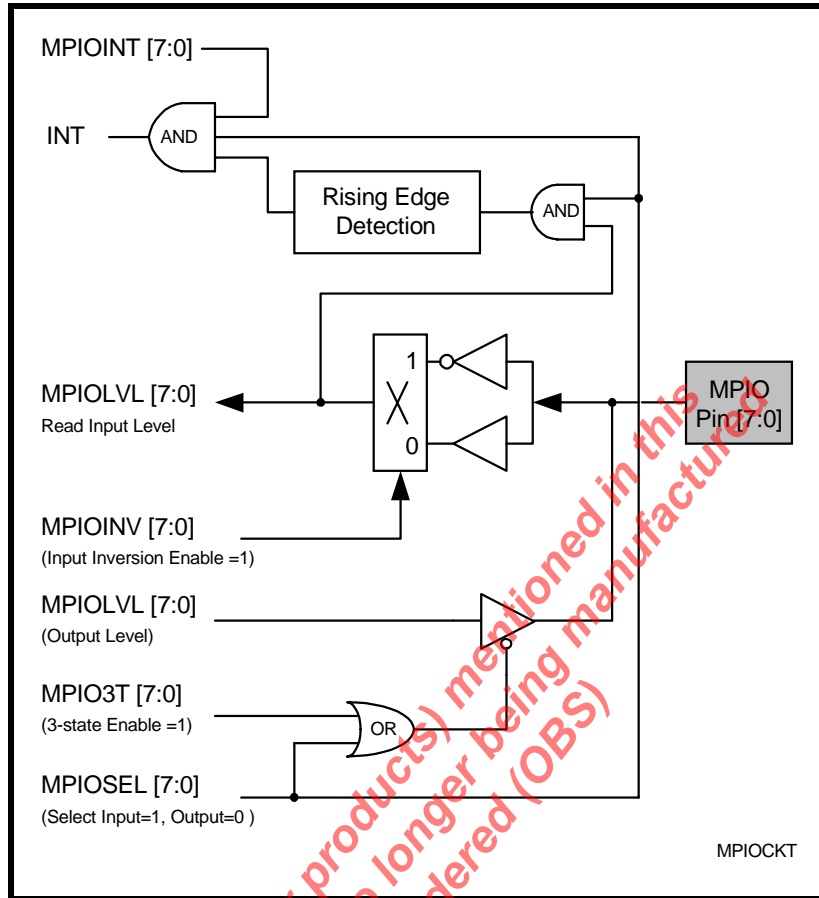 MPIOINT [7:0]
INT
AND
Rising Edge
Detection
AND
1
0
MPIOLVL [7:0]
Read Input Level
MPIO
Pin [7:0]
MPIOINV [7:0]
(Input Inversion Enable =1)
MPIOLVL [7:0]
(Output Level)
MPIO3T [7:0]
(3-state Enable =1)
OR
MPIOSEL [7:0]
(Select Input=1, Output=0 )
MPIOCKT
products) mentioned in this
longer being manufactured
dered (OBS)